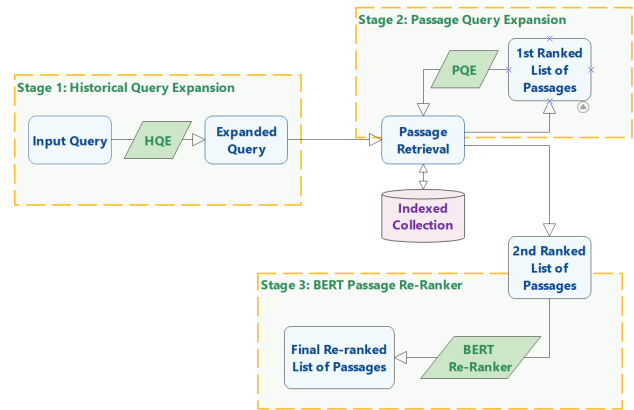 Stage 2: Passage Query Expansion
PQE
1st Ranked
List of
Passages
Stage 1: Historical Query Expansion
Input Query
HQE
Expanded
Query
Passage
Retrieval
Indexed
Collection
2nd Ranked
List of
Passages
Stage 3: BERT Passage Re-Ranker
Final Re-ranked
List of Passages
BERT
Re-Ranker